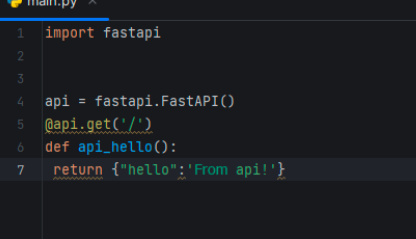 main.py ×
1 import fastapi
2
3
4 api = fastapi.FastAPI()
5 @api.get('/')
6 def api_hello():
7  return {"hello":'From api!'}